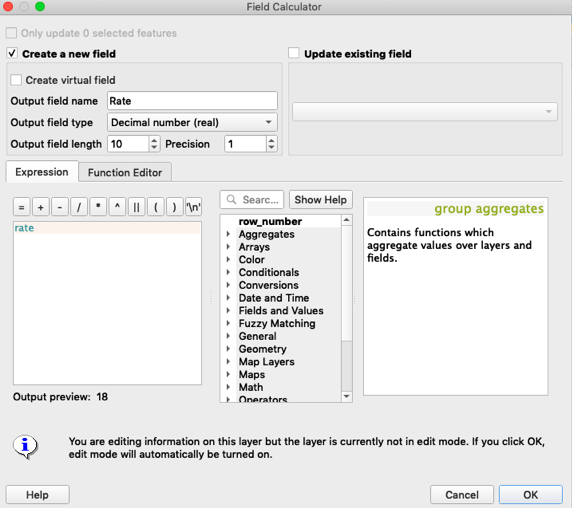 Field Calculator
Only update 0 selected features
Create a new field
Update existing field
Create virtual field
Output field name Rate
Output field type Decimal number (real)
Output field length 10 Precision 1
Expression Function Editor
= + - / * ^ || ( ) '\n'
Searc... Show Help
rate
row_number
Aggregates
Arrays
Color
Conditionals
Conversions
Date and Time
Fields and Values
Fuzzy Matching
General
Geometry
Map Layers
Maps
Math
Operators
group aggregates
Contains functions which
aggregate values over layers and
fields.
Output preview: 18
You are editing information on this layer but the layer is currently not in edit mode. If you click OK,
edit mode will automatically be turned on.
Help Cancel OK